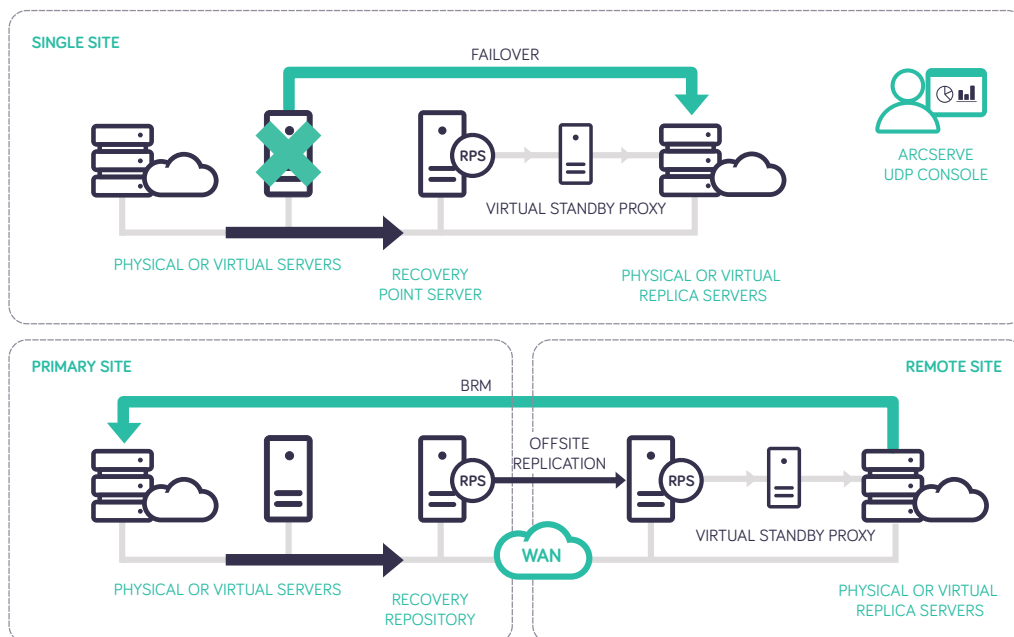 SINGLE SITE
FAILOVER
RPS
VIRTUAL STANDBY PROXY
ARCSERVE
UDP CONSOLE
PHYSICAL OR VIRTUAL SERVERS
RECOVERY
POINT SERVER
PHYSICAL OR VIRTUAL
REPLICA SERVERS
PRIMARY SITE
REMOTE SITE
BRM
OFFSITE
REPLICATION
RPS
RPS
VIRTUAL STANDBY PROXY
WAN
PHYSICAL OR VIRTUAL SERVERS
RECOVERY
REPOSITORY
PHYSICAL OR VIRTUAL
REPLICA SERVERS